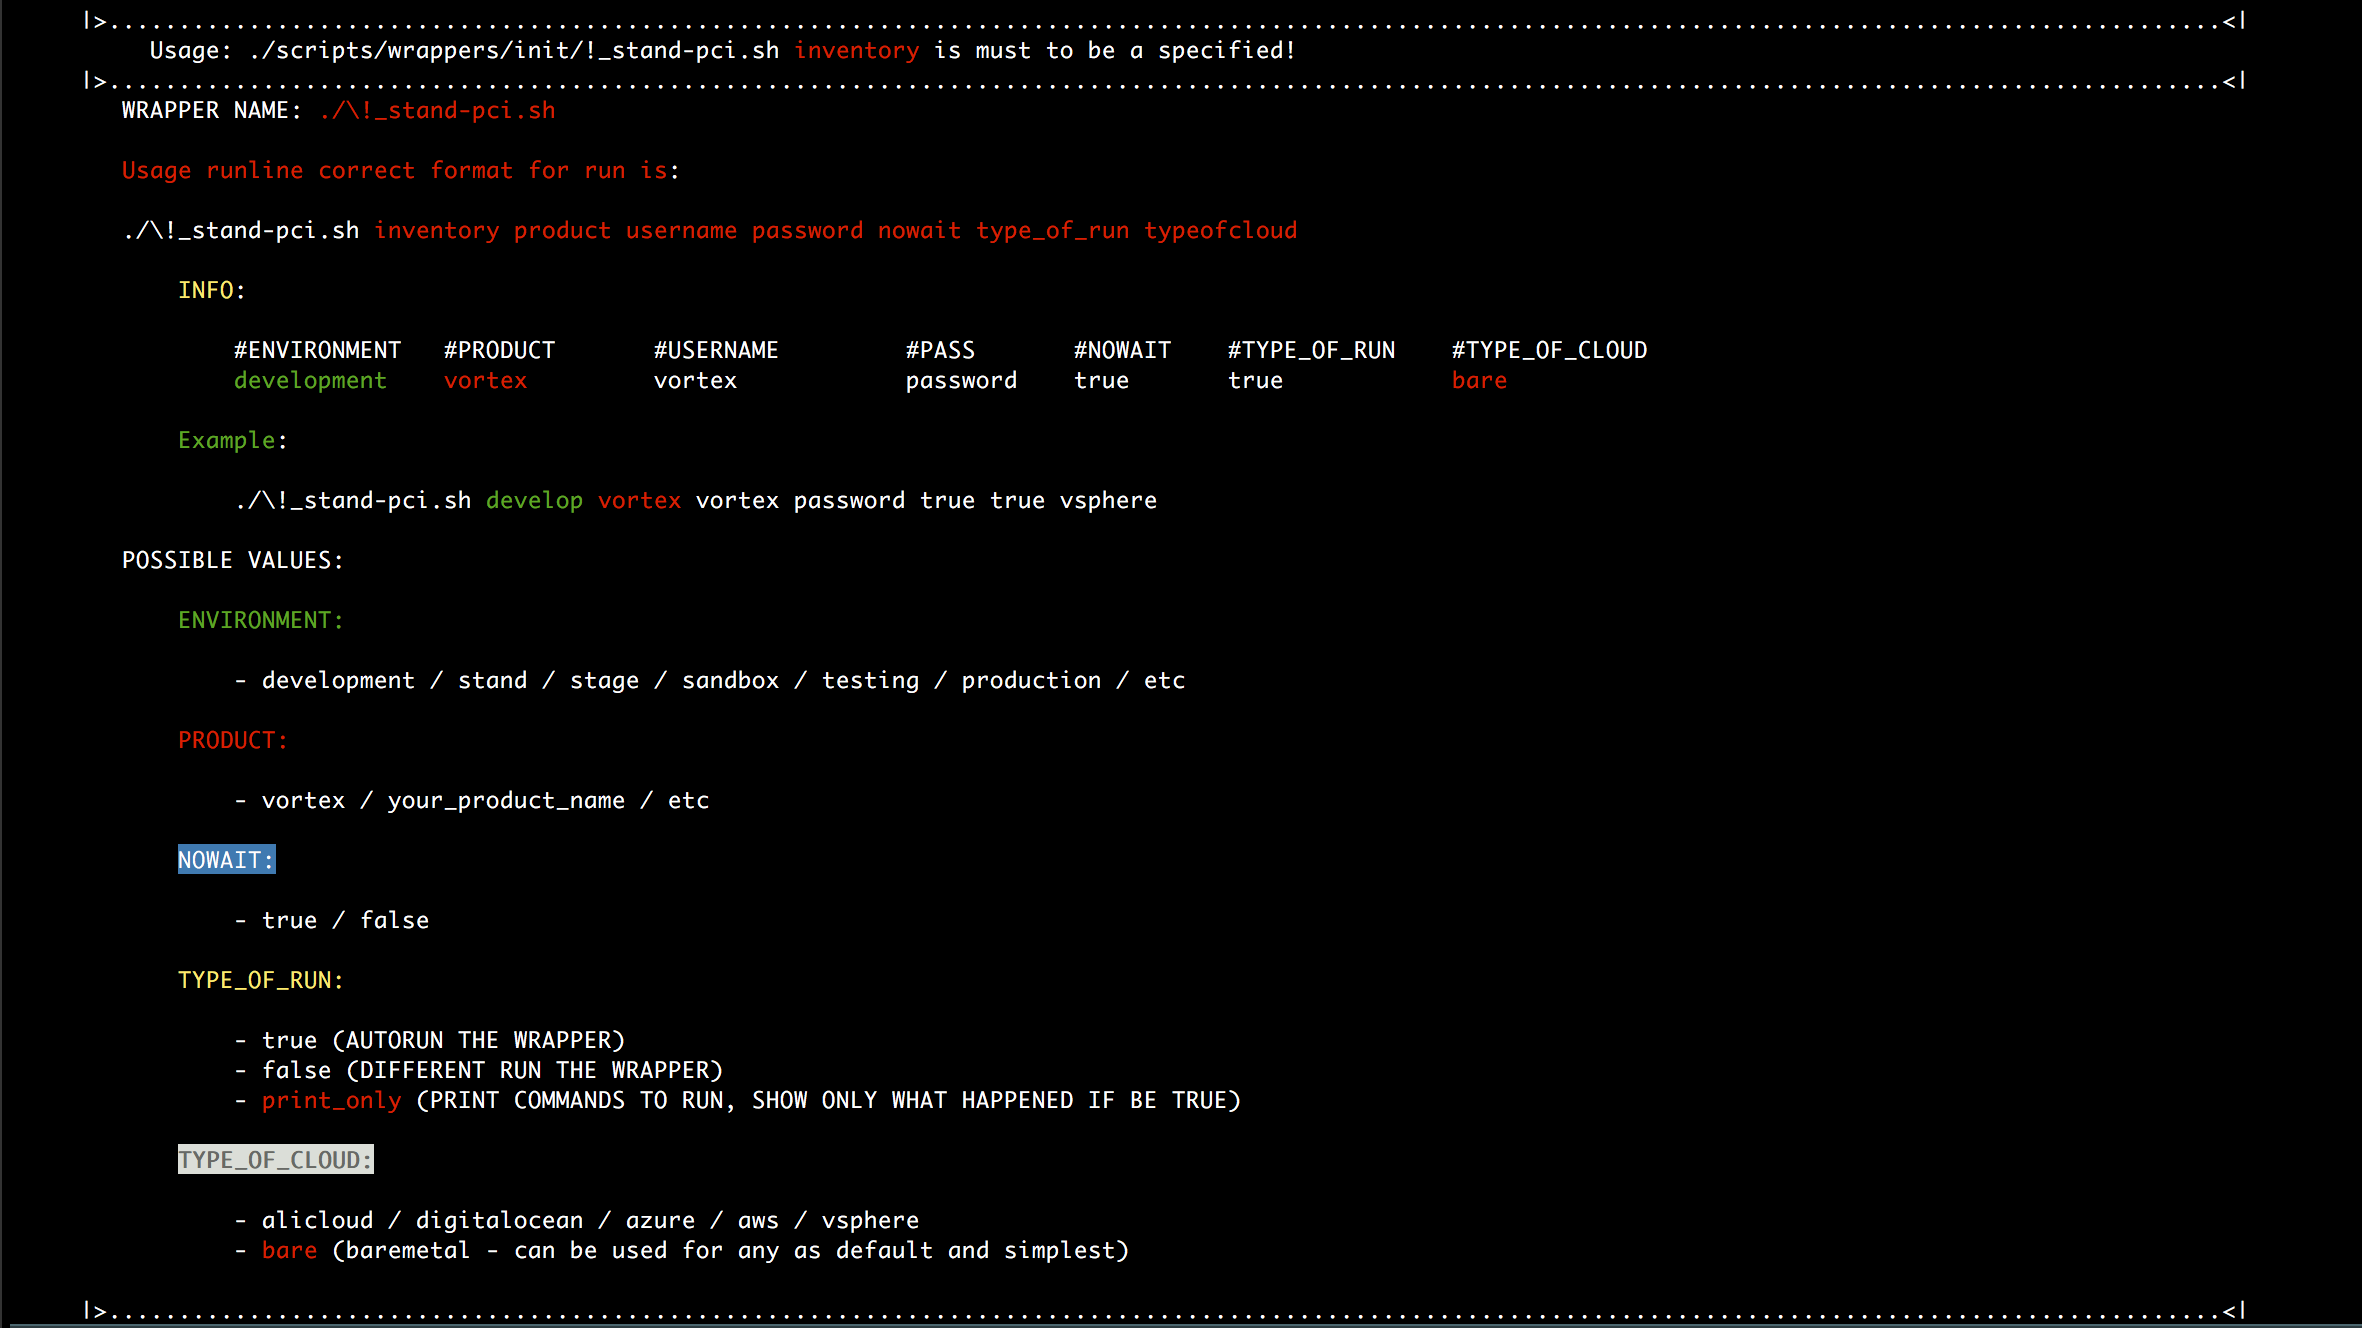 |>.......................................................................................................................................................<|
Usage: ./scripts/wrappers/init/!_stand-pci.sh inventory is must to be a specified!
|>.......................................................................................................................................................<|
WRAPPER NAME: ./\!_stand-pci.sh
Usage runline correct format for run is:
./\!_stand-pci.sh inventory product username password nowait type_of_run typeofcloud
INFO:
#ENVIRONMENT #PRODUCT #USERNAME #PASS #NOWAIT #TYPE_OF_RUN #TYPE_OF_CLOUD
development vortex vortex password true true bare
Example:
./\!_stand-pci.sh develop vortex vortex password true true vsphere
POSSIBLE VALUES:
ENVIRONMENT:
- development / stand / stage / sandbox / testing / production / etc
PRODUCT:
- vortex / your_product_name / etc
NOWAIT:
- true / false
TYPE_OF_RUN:
- true (AUTORUN THE WRAPPER)
- false (DIFFERENT RUN THE WRAPPER)
- print_only (PRINT COMMANDS TO RUN, SHOW ONLY WHAT HAPPENED IF BE TRUE)
TYPE_OF_CLOUD:
- alicloud / digitalocean / azure / aws / vsphere
- bare (baremetal - can be used for any as default and simplest)
|>.......................................................................................................................................................<|